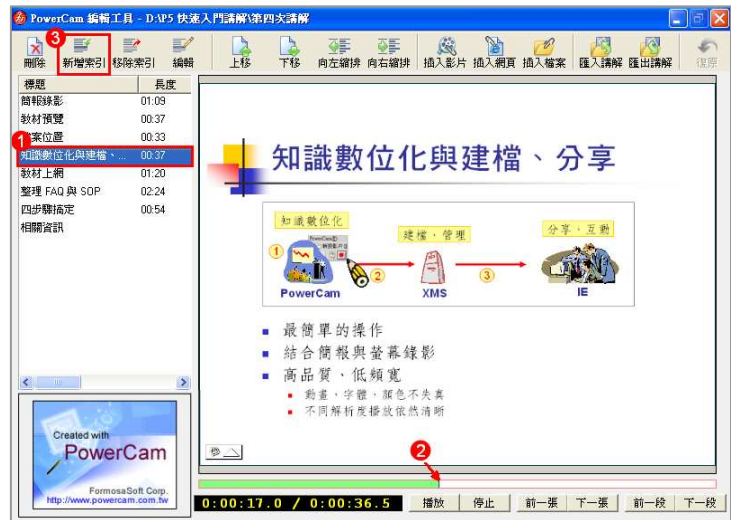 PowerCam 編輯工具 - D:\P5 快速入門講解\第四次講解
3
刪除 新增索引 移除索引 編輯 上移 下移 向左縮排 向右縮排 插入影片 插入網頁 插入檔案 匯入講解 匯出講解 復原
標題 長度
簡報錄影 01:09
教材預覽 00:37
案位置 00:33
1
知識數位化與建檔、... 00:37
教材上網 01:20
整理 FAQ 與 SOP 02:24
四步驟搞定 00:54
相關資訊
知識數位化與建檔、分享
知識數位化
建檔，管理
分享，互動
1
2
3
PowerCam
XMS
IE
最簡單的操作
結合簡報與螢幕錄影
高品質、低頻寬
動畫，字體，顏色不失真
不同解析度播放依然清晰
Created with
PowerCam
FormosaSoft Corp.
http://www.powercam.com.tw
2
0:00:17.0 / 0:00:36.5 播放 停止 前一張 下一張 前一段 下一段